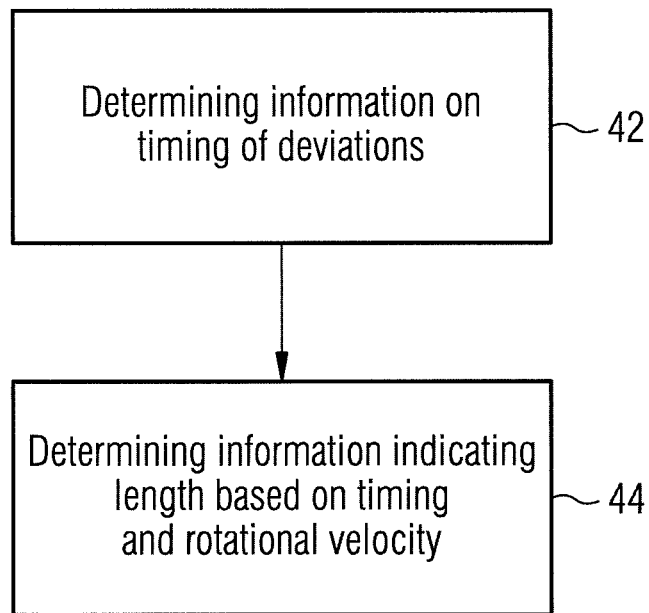 Determining information on
timing of deviations
42
Determining information indicating
length based on timing
and rotational velocity
44